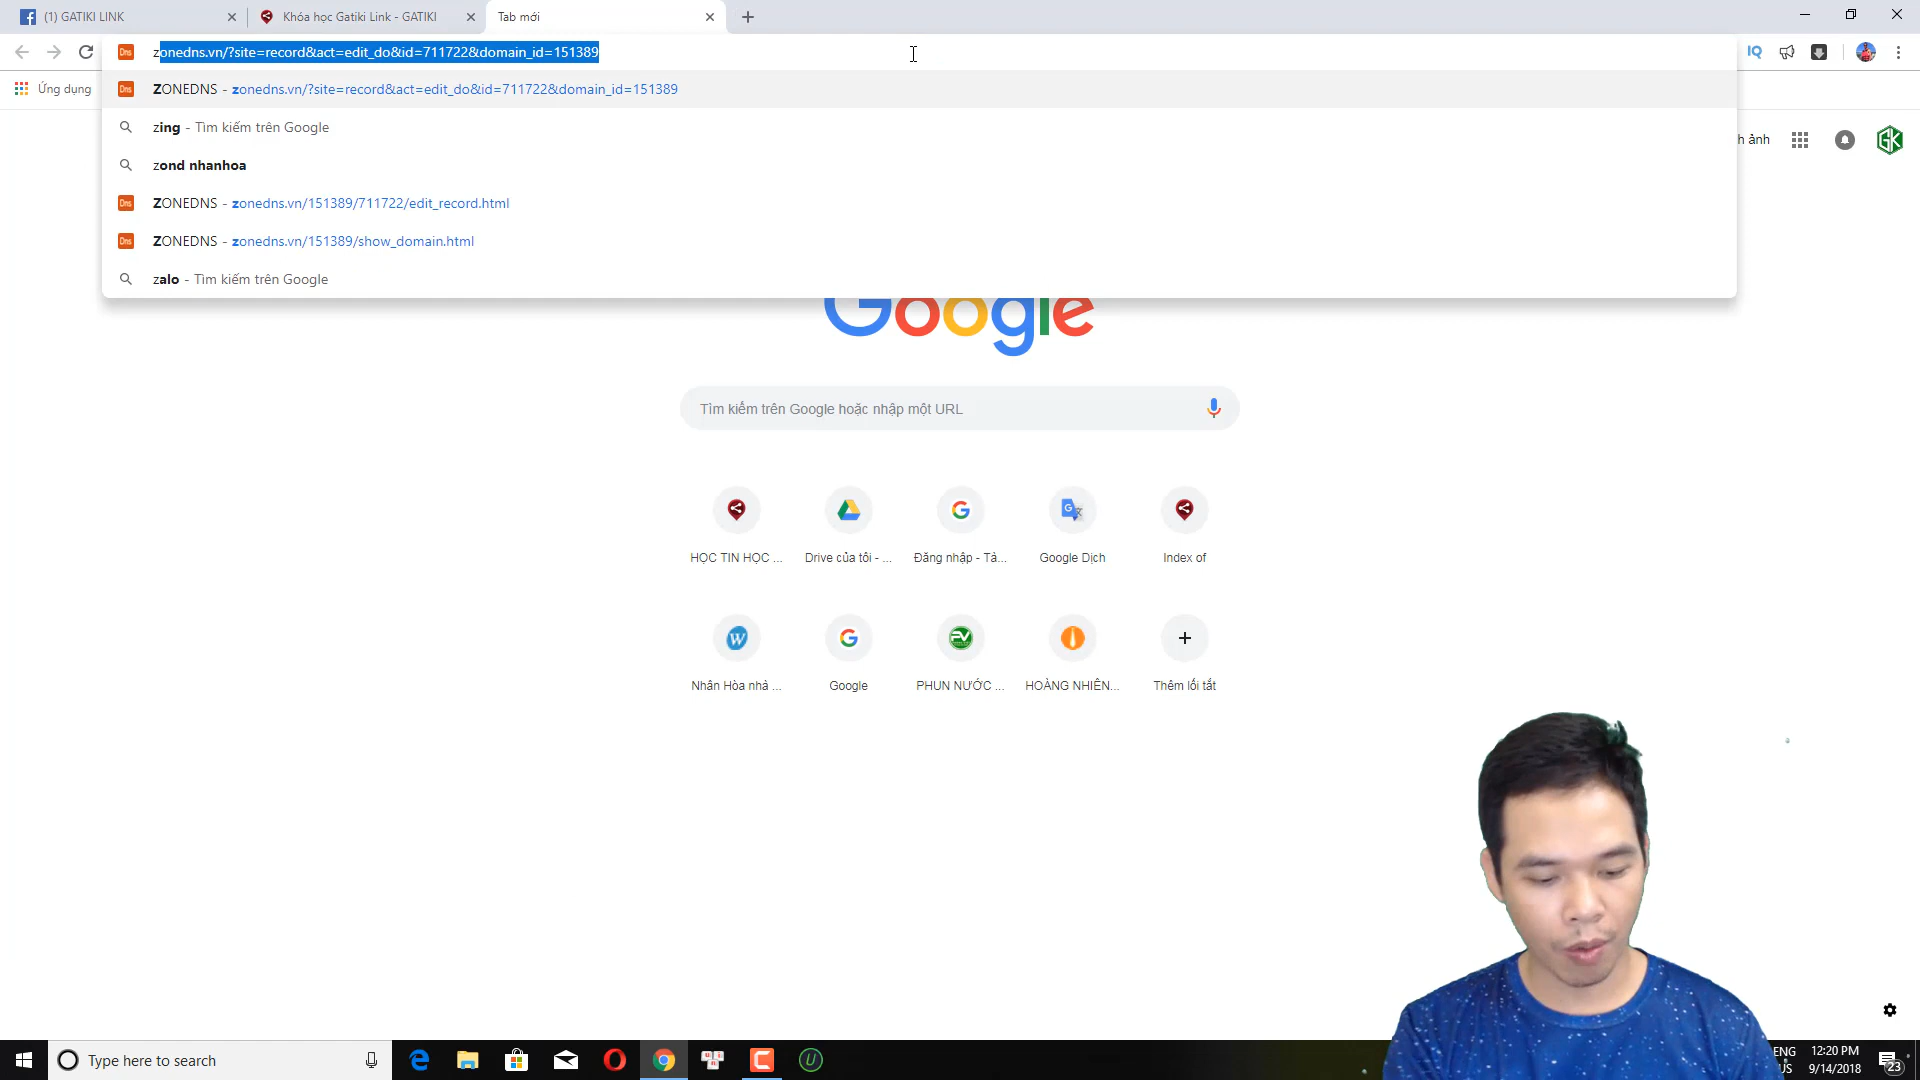 (1) GATIKI LINK
Khóa học Gatiki Link - GATIKI
Tab mới
zonedns.vn/?site=record&act=edit_do&id=711722&domain_id=151389
IQ
Ứng dụng
ZONEDNS - zonedns.vn/?site=record&act=edit_do&id=711722&domain_id=151389
zing - Tìm kiếm trên Google
h ảnh
GK
zond nhanhoa
ZONEDNS - zonedns.vn/151389/711722/edit_record.html
ZONEDNS - zonedns.vn/151389/show_domain.html
zalo - Tìm kiếm trên Google
Google
Tìm kiếm trên Google hoặc nhập một URL
HỌC TIN HỌC ...
Drive của tôi - ...
Đăng nhập - Tà...
Google Dịch
Index of
Nhân Hòa nhà ...
Google
PHUN NƯỚC ...
HOÀNG NHIÊN...
Thêm lối tắt
Type here to search
ENG
US
12:20 PM
9/14/2018
23